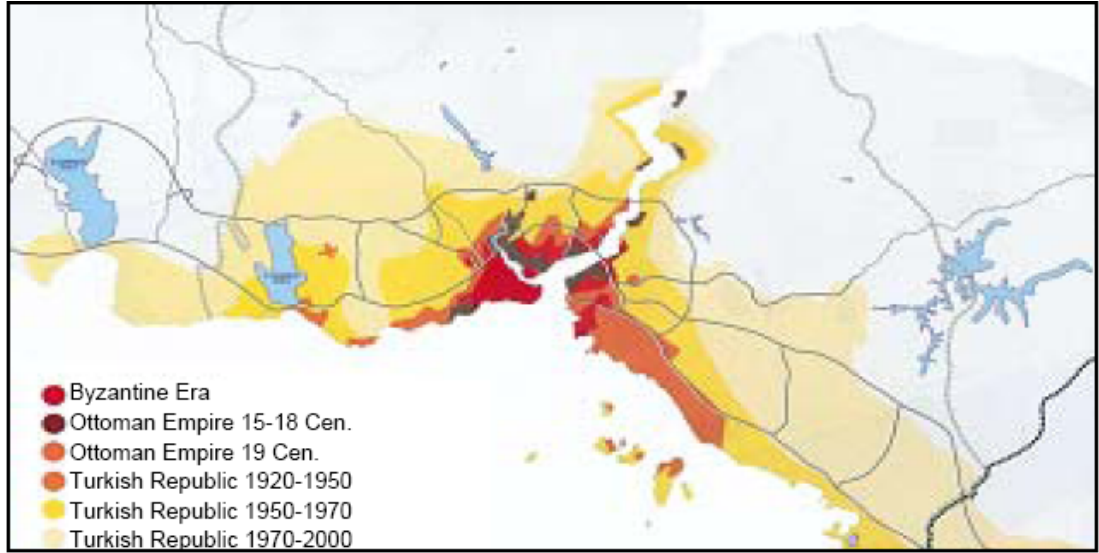 Byzantine Era
Ottoman Empire 15-18 Cen.
Ottoman Empire 19 Cen.
Turkish Republic 1920-1950
Turkish Republic 1950-1970
Turkish Republic 1970-2000